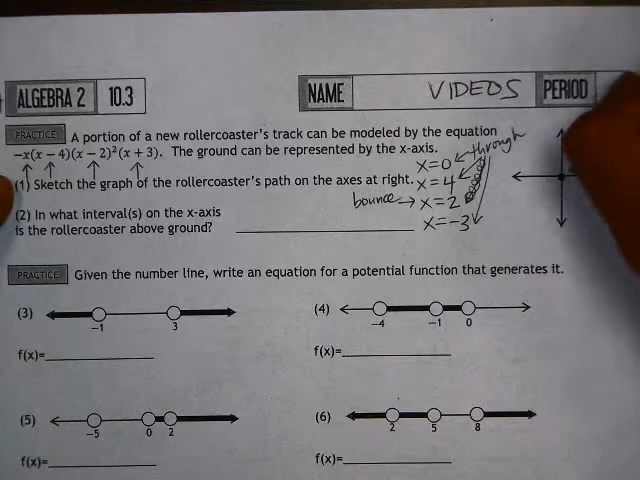 ALGEBRA 2 10.3 NAME VIDEOS PERIOD
PRACTICE A portion of a new rollercoaster's track can be modeled by the equation
−x(x − 4)(x − 2)²(x + 3). The ground can be represented by the x-axis.
through
x=0
(1) Sketch the graph of the rollercoaster's path on the axes at right. x=4
bounce x=2
(2) In what interval(s) on the x-axis
is the rollercoaster above ground? x=−3
PRACTICE Given the number line, write an equation for a potential function that generates it.
(3) −1 3
(4) −4 −1 0
f(x)= f(x)=
(5) −5 0 2
(6) 2 5 8
f(x)= f(x)=